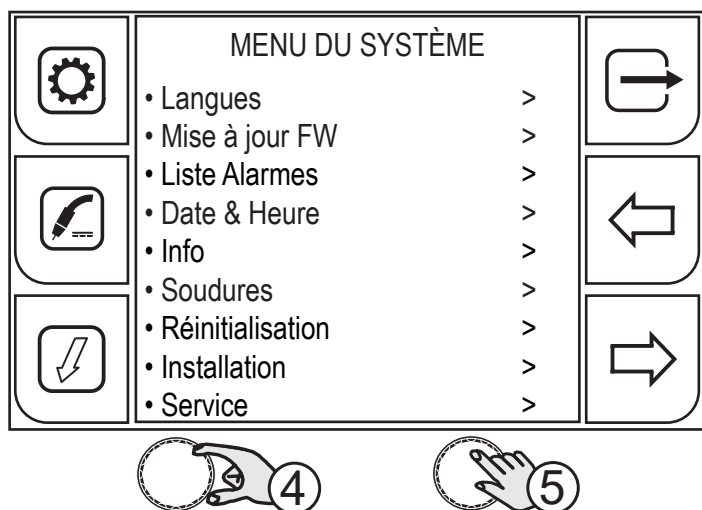 MENU DU SYSTÈME
• Langues >
• Mise à jour FW >
• Liste Alarmes >
• Date & Heure >
• Info >
• Soudures >
• Réinitialisation >
• Installation >
• Service >
4 5